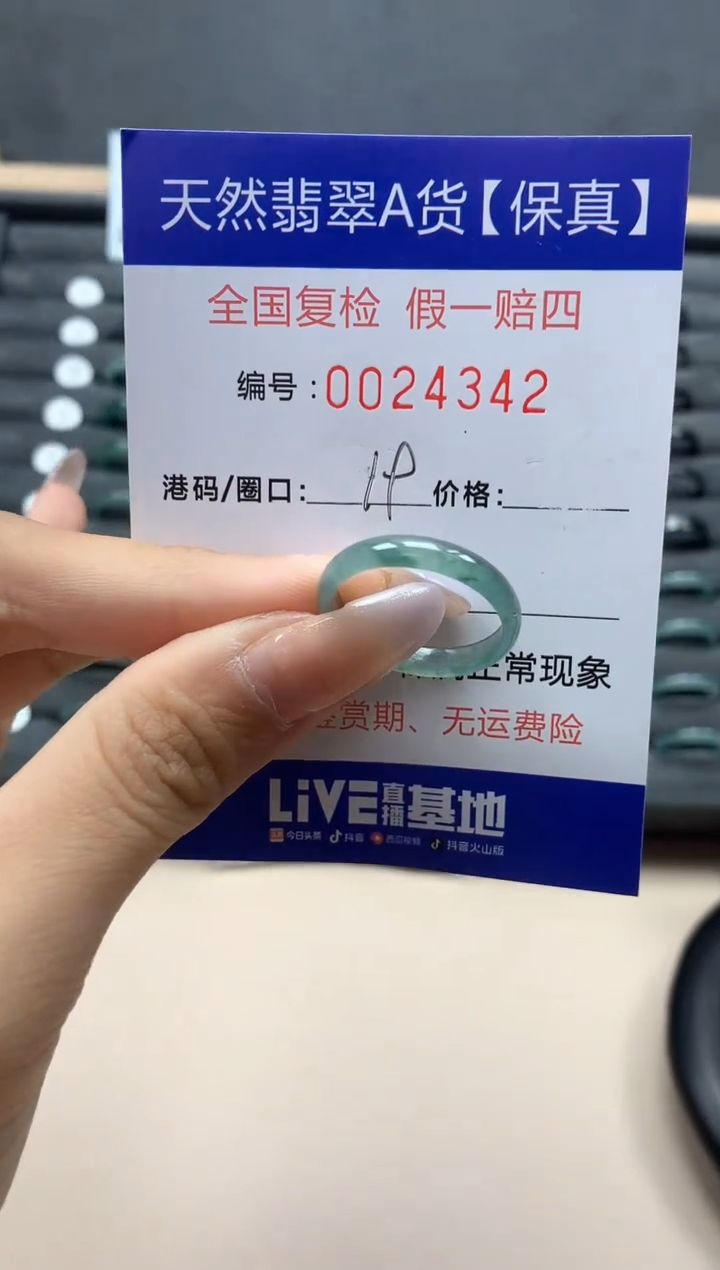 天然翡翠A货【保真】
全国复检 假一赔四
编号:0024342
港码/圈口: 价格:
正常现象
鉴赏期、无运费险
LiVE直播基地
今日头条 抖音 西瓜视频 抖音火山版